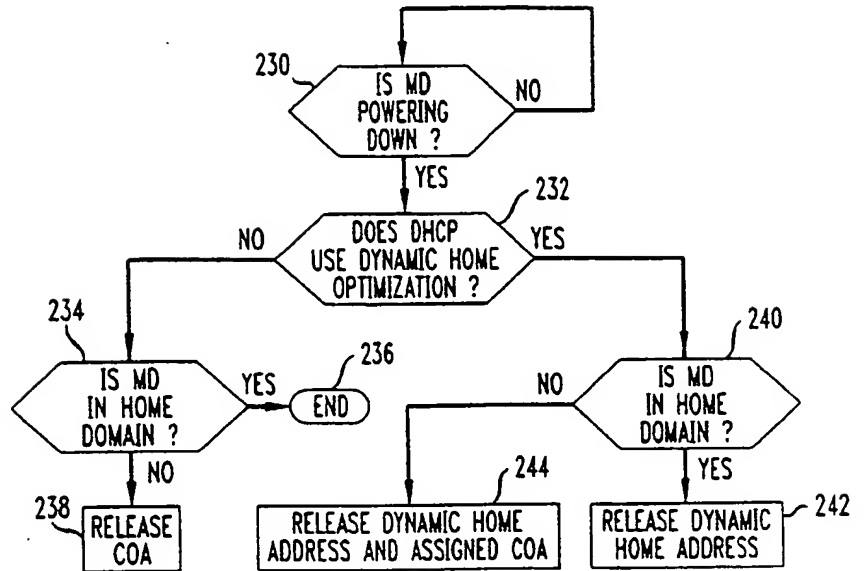 230
IS MD
POWERING
DOWN ?
NO
YES
232
DOES DHCP
USE DYNAMIC HOME
OPTIMIZATION ?
NO
YES
234
IS MD
IN HOME
DOMAIN ?
YES
236
END
NO
238
RELEASE
COA
240
IS MD
IN HOME
DOMAIN ?
NO
YES
244
RELEASE DYNAMIC HOME
ADDRESS AND ASSIGNED COA
RELEASE DYNAMIC
HOME ADDRESS
242